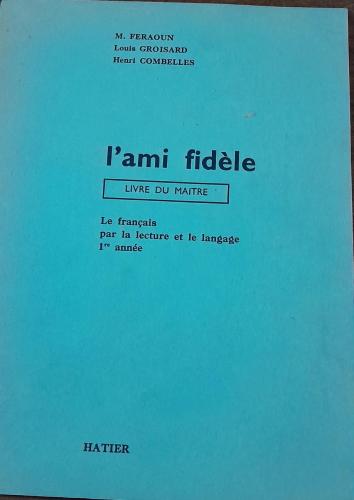 M. FERAOUN
Louis GROISARD
Henri COMBELLES
l'ami fidèle
LIVRE DU MAITRE
Le français
par la lecture et le langage
1re année
HATIER